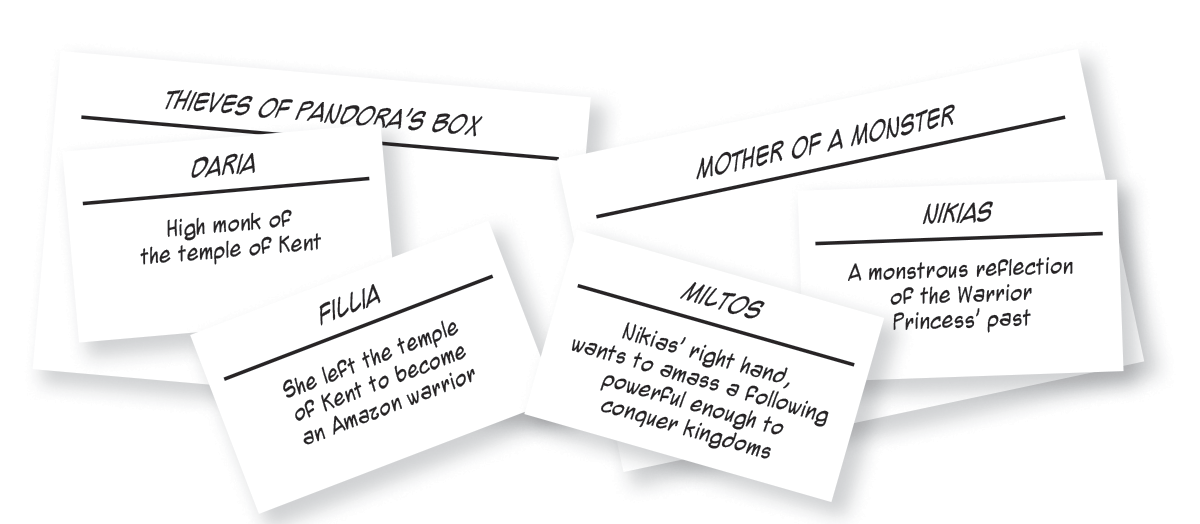 THIEVES OF PANDORA'S BOX
DARIA
High monk of
the temple of Kent
FILLIA
She left the temple
of Kent to become
an Amazon warrior
MOTHER OF A MONSTER
NIKIAS
A monstrous reflection
of the Warrior
Princess' past
MILTOS
Nikias' right hand,
wants to amass a following
powerful enough to
conquer kingdoms